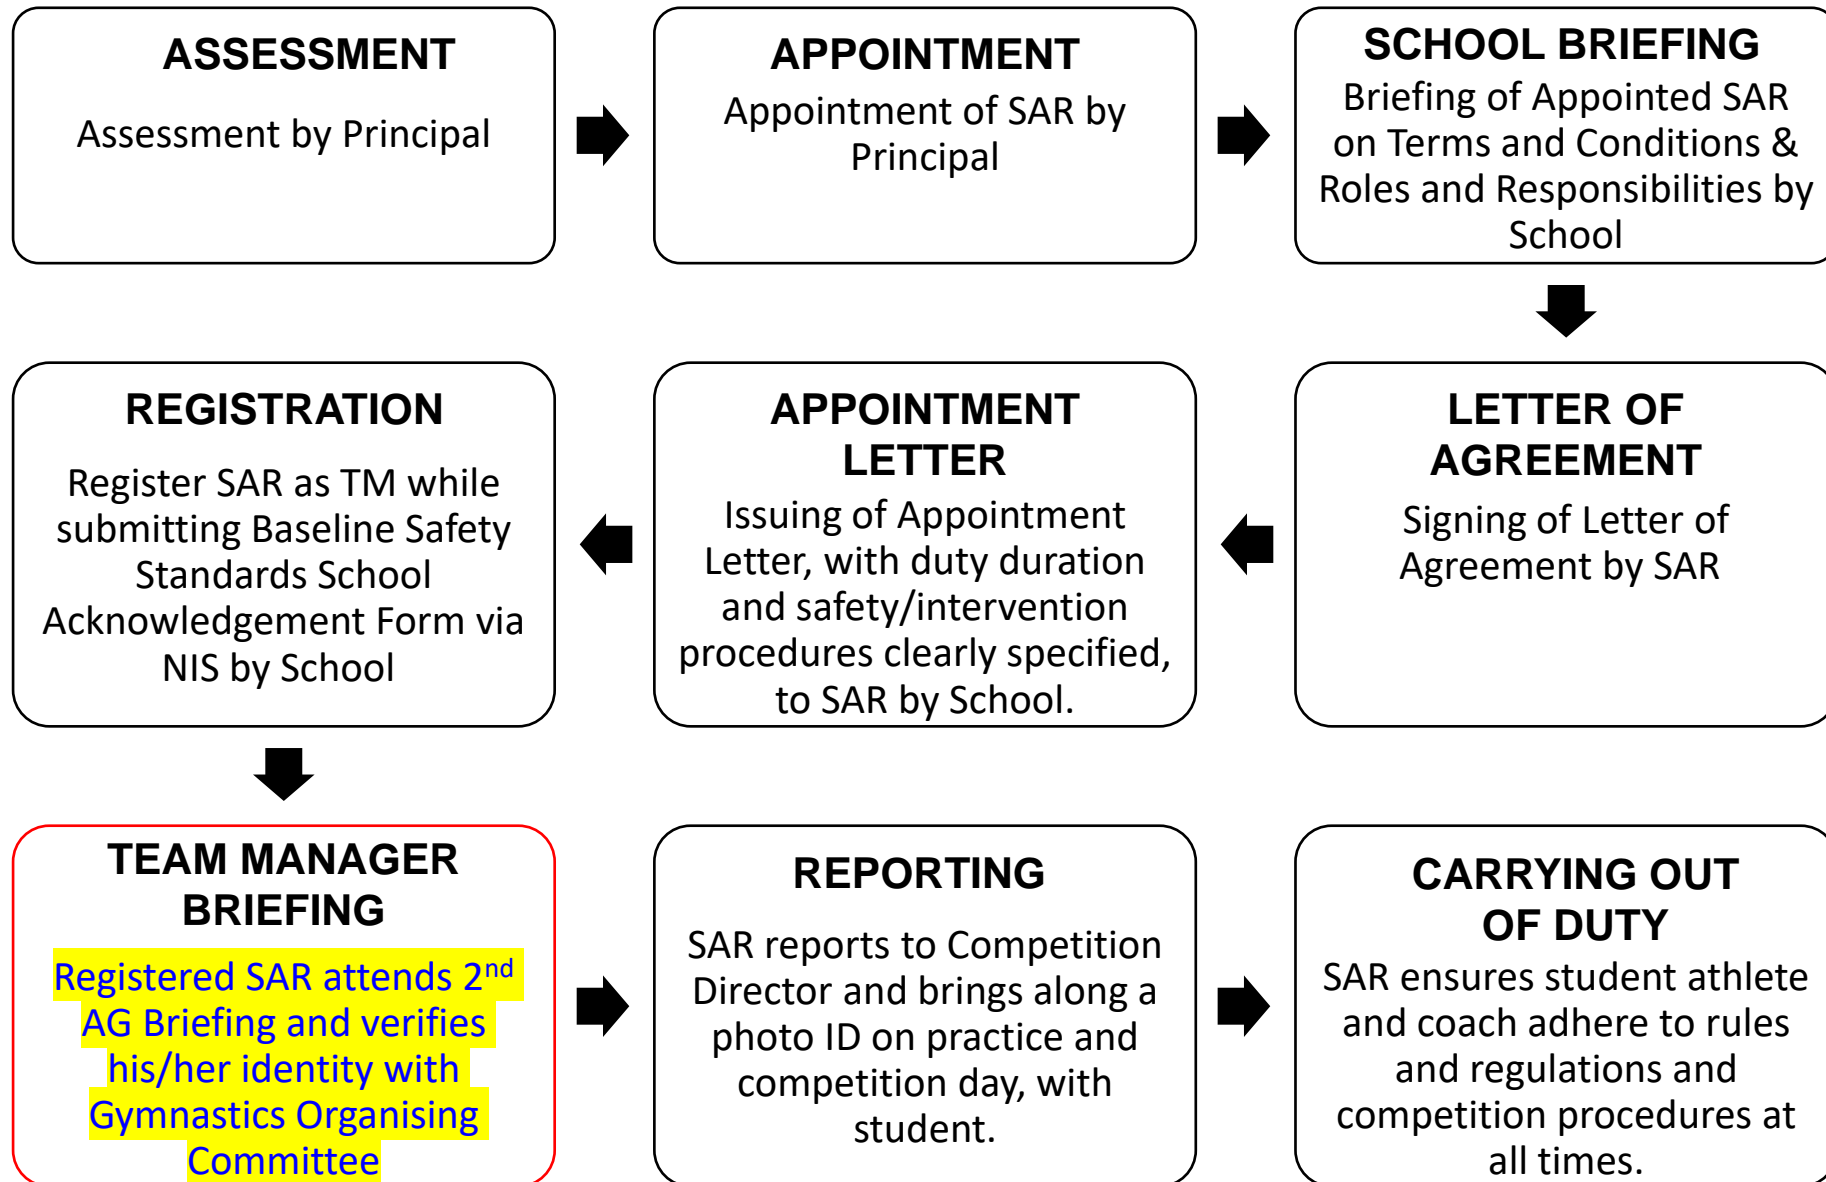 ASSESSMENT
Assessment by Principal
APPOINTMENT
Appointment of SAR by
Principal
SCHOOL BRIEFING
Briefing of Appointed SAR
on Terms and Conditions &
Roles and Responsibilities by
School
LETTER OF
AGREEMENT
Signing of Letter of
Agreement by SAR
APPOINTMENT
LETTER
Issuing of Appointment
Letter, with duty duration
and safety/intervention
procedures clearly specified,
to SAR by School.
REGISTRATION
Register SAR as TM while
submitting Baseline Safety
Standards School
Acknowledgement Form via
NIS by School
TEAM MANAGER
BRIEFING
Registered SAR attends 2nd
AG Briefing and verifies
his/her identity with
Gymnastics Organising
Committee
REPORTING
SAR reports to Competition
Director and brings along a
photo ID on practice and
competition day, with
student.
CARRYING OUT
OF DUTY
SAR ensures student athlete
and coach adhere to rules
and regulations and
competition procedures at
all times.